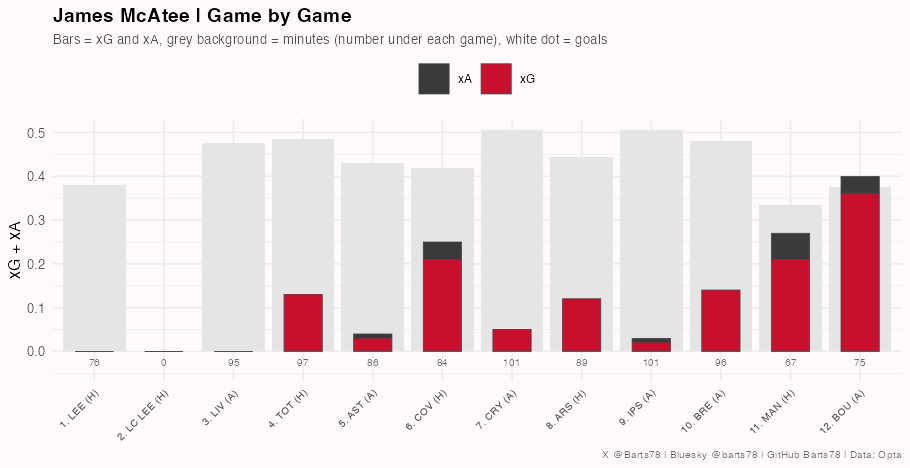 James McAtee | Game by Game
Bars = xG and xA, grey background = minutes (number under each game), white dot = goals
xA xG
xG + xA
0.5
0.4
0.3
0.2
0.1
0.0
76 0 95 97 86 84 101 89 101 96 67 75
1. LEE (H)
2. LC LEE (H)
3. LIV (A)
4. TOT (H)
5. AST (A)
6. COV (H)
7. CRY (A)
8. ARS (H)
9. IPS (A)
10. BRE (A)
11. MAN (H)
12. BOU (A)
X @Barts78 | Bluesky @barts78 | GitHub Barts78 | Data: Opta